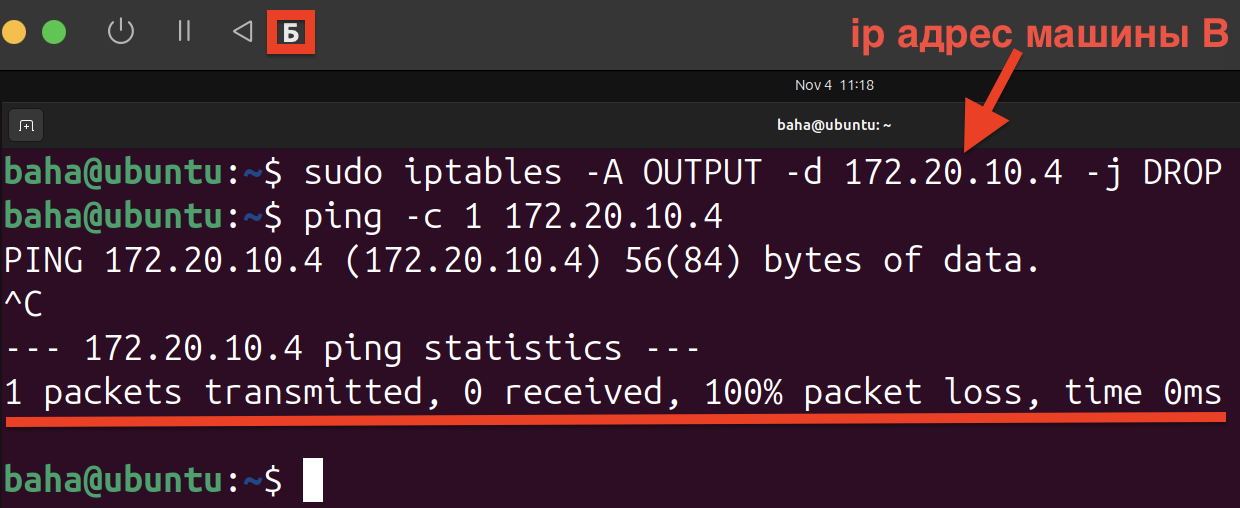 Б
ip адрес машины В
Nov 4 11:18
baha@ubuntu: ~
baha@ubuntu:~$ sudo iptables -A OUTPUT -d 172.20.10.4 -j DROP
baha@ubuntu:~$ ping -c 1 172.20.10.4
PING 172.20.10.4 (172.20.10.4) 56(84) bytes of data.
^C
--- 172.20.10.4 ping statistics ---
1 packets transmitted, 0 received, 100% packet loss, time 0ms
baha@ubuntu:~$